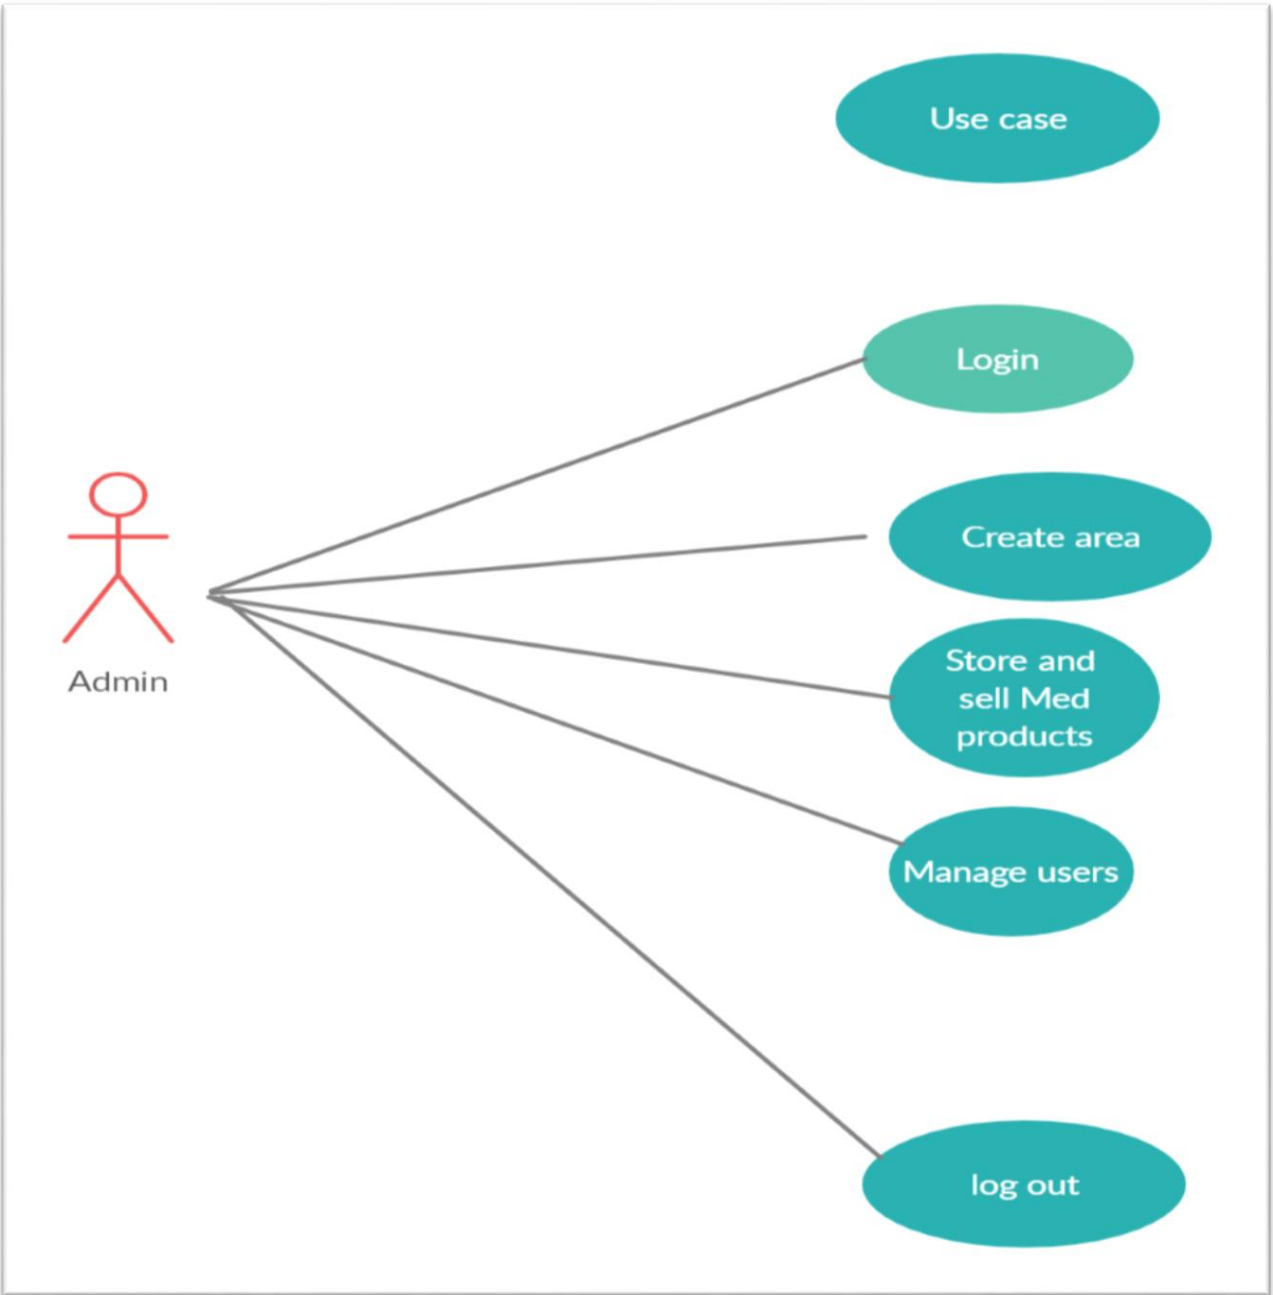 Use case
Login
Create area
Store and
sell Med
products
Admin
Manage users
log out